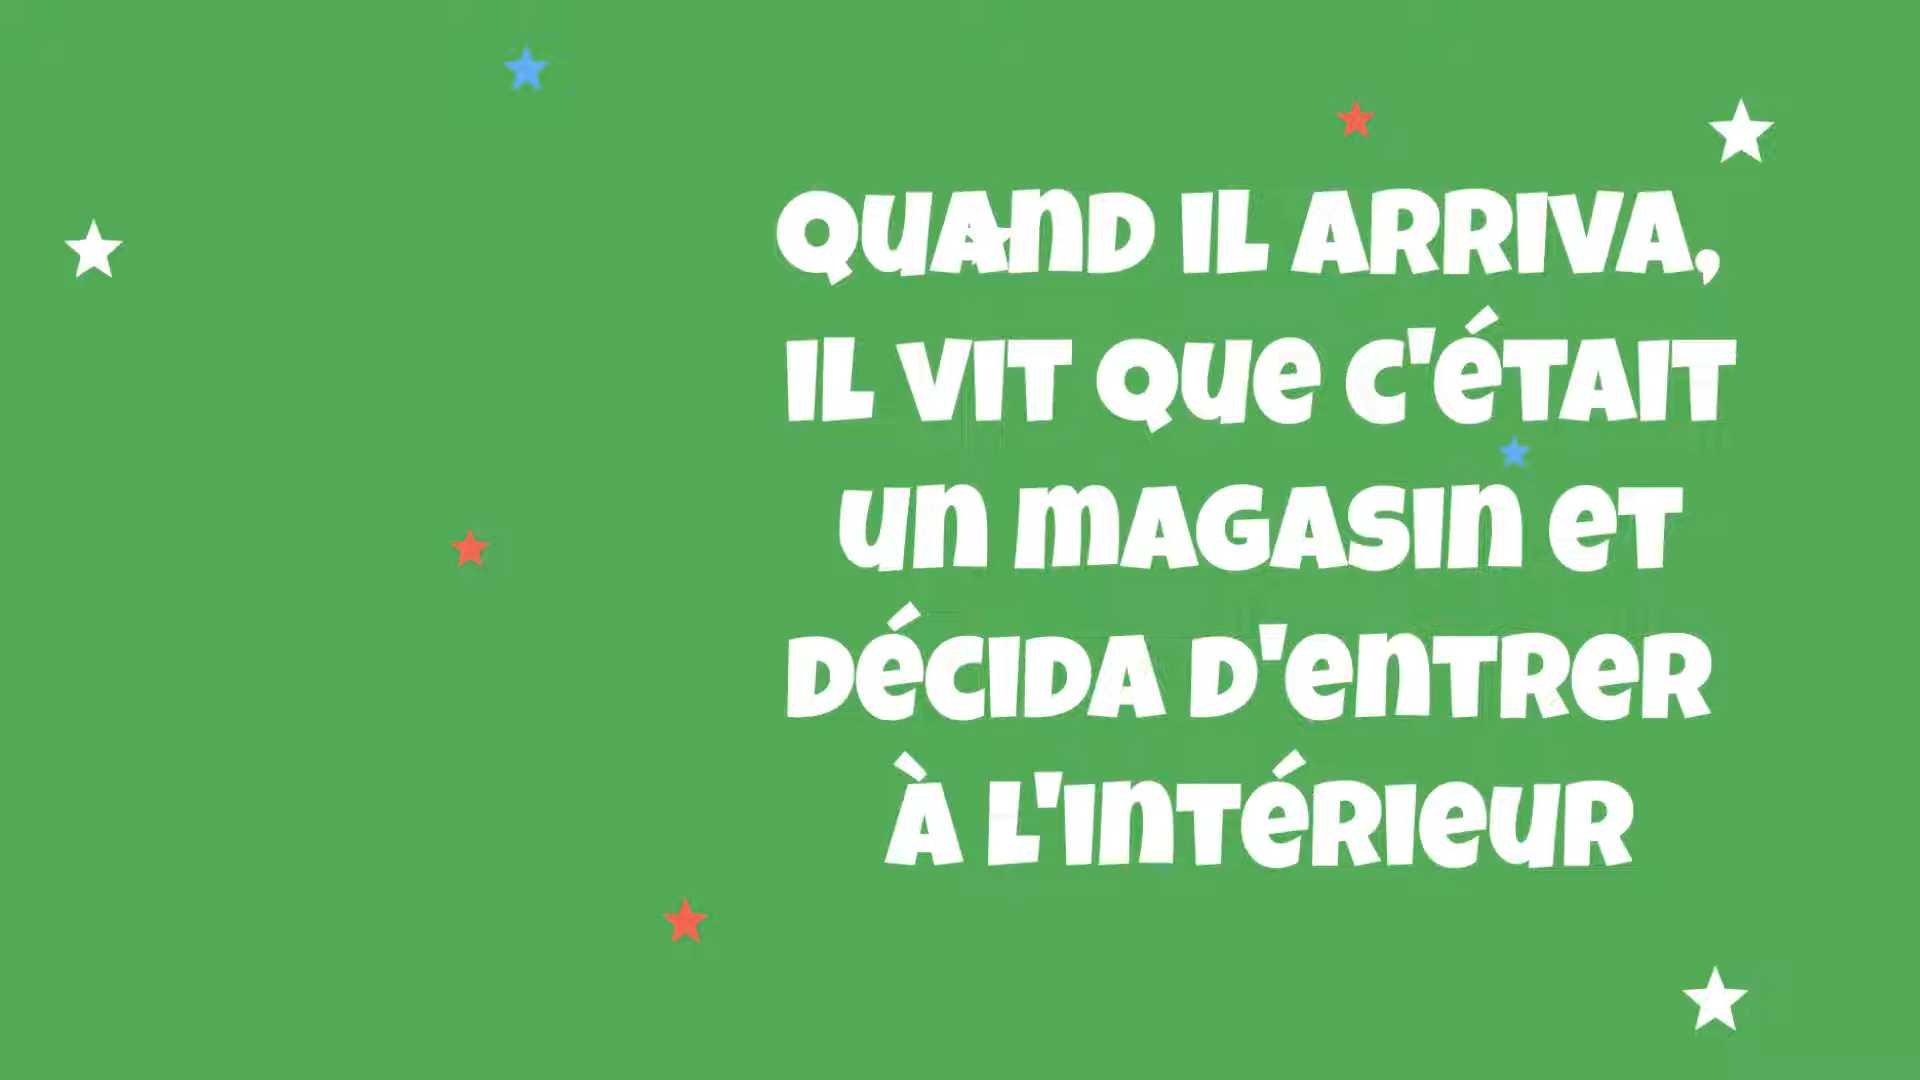 QUAND IL ARRIVA,
IL VIT QUE C'ÉTAIT
UN MAGASIN ET
DÉCIDA D'ENTRER
À L'INTÉRIEUR